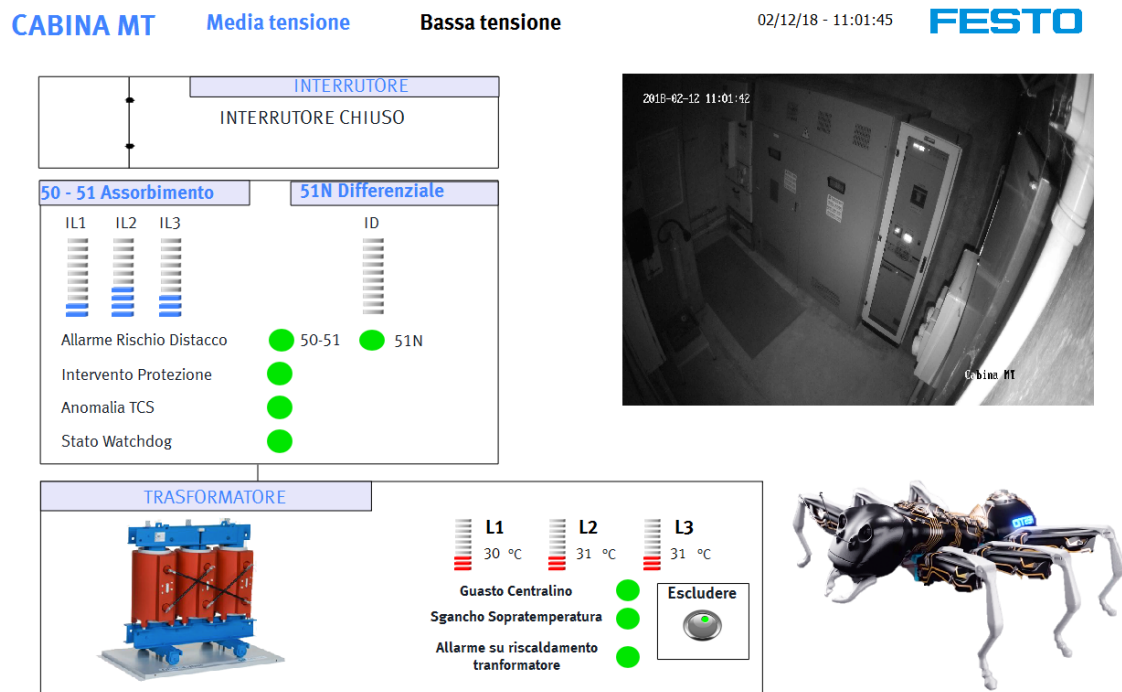 CABINA MT
Media tensione
Bassa tensione
02/12/18 - 11:01:45
FESTO
INTERRUTORE
INTERRUTORE CHIUSO
2018-02-12 11:01:42
Cabina MT
50 - 51 Assorbimento
51N Differenziale
IL1 IL2 IL3
ID
Allarme Rischio Distacco
50-51
51N
Intervento Protezione
Anomalia TCS
Stato Watchdog
TRASFORMATORE
L1
L2
L3
30 ºC
31 ºC
31 ºC
Guasto Centralino
Sgancho Sopratemperatura
Allarme su riscaldamento
tranformatore
Escludere